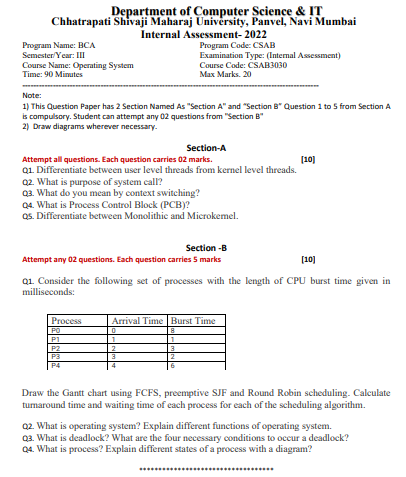 Department of Computer Science & IT
Chhatrapati Shivaji Maharaj University, Panvel, Navi Mumbai
Internal Assessment- 2022
Program Name: BCA Program Code: CSAB
Semester/Year: III Examination Type: (Internal Assessment)
Course Name: Operating System Course Code: CSAB3030
Time: 90 Minutes Max Marks. 20
Note:
1) This Question Paper has 2 Section Named As "Section A" and "Section B" Question 1 to 5 from Section A
is compulsory. Student can attempt any 02 questions from "Section B"
2) Draw diagrams wherever necessary.
Section-A
Attempt all questions. Each question carries 02 marks. [10]
Q1. Differentiate between user level threads from kernel level threads.
Q2. What is purpose of system call?
Q3. What do you mean by context switching?
Q4. What is Process Control Block (PCB)?
Q5. Differentiate between Monolithic and Microkernel.
Section -B
Attempt any 02 questions. Each question carries 5 marks [10]
Q1. Consider the following set of processes with the length of CPU burst time given in
milliseconds:
Process Arrival Time Burst Time
P0 0 8
P1 1 1
P2 2 3
P3 3 2
P4 4 6
Draw the Gantt chart using FCFS, preemptive SJF and Round Robin scheduling. Calculate
turnaround time and waiting time of each process for each of the scheduling algorithm.
Q2. What is operating system? Explain different functions of operating system.
Q3. What is deadlock? What are the four necessary conditions to occur a deadlock?
Q4. What is process? Explain different states of process with a diagram?
***********************************